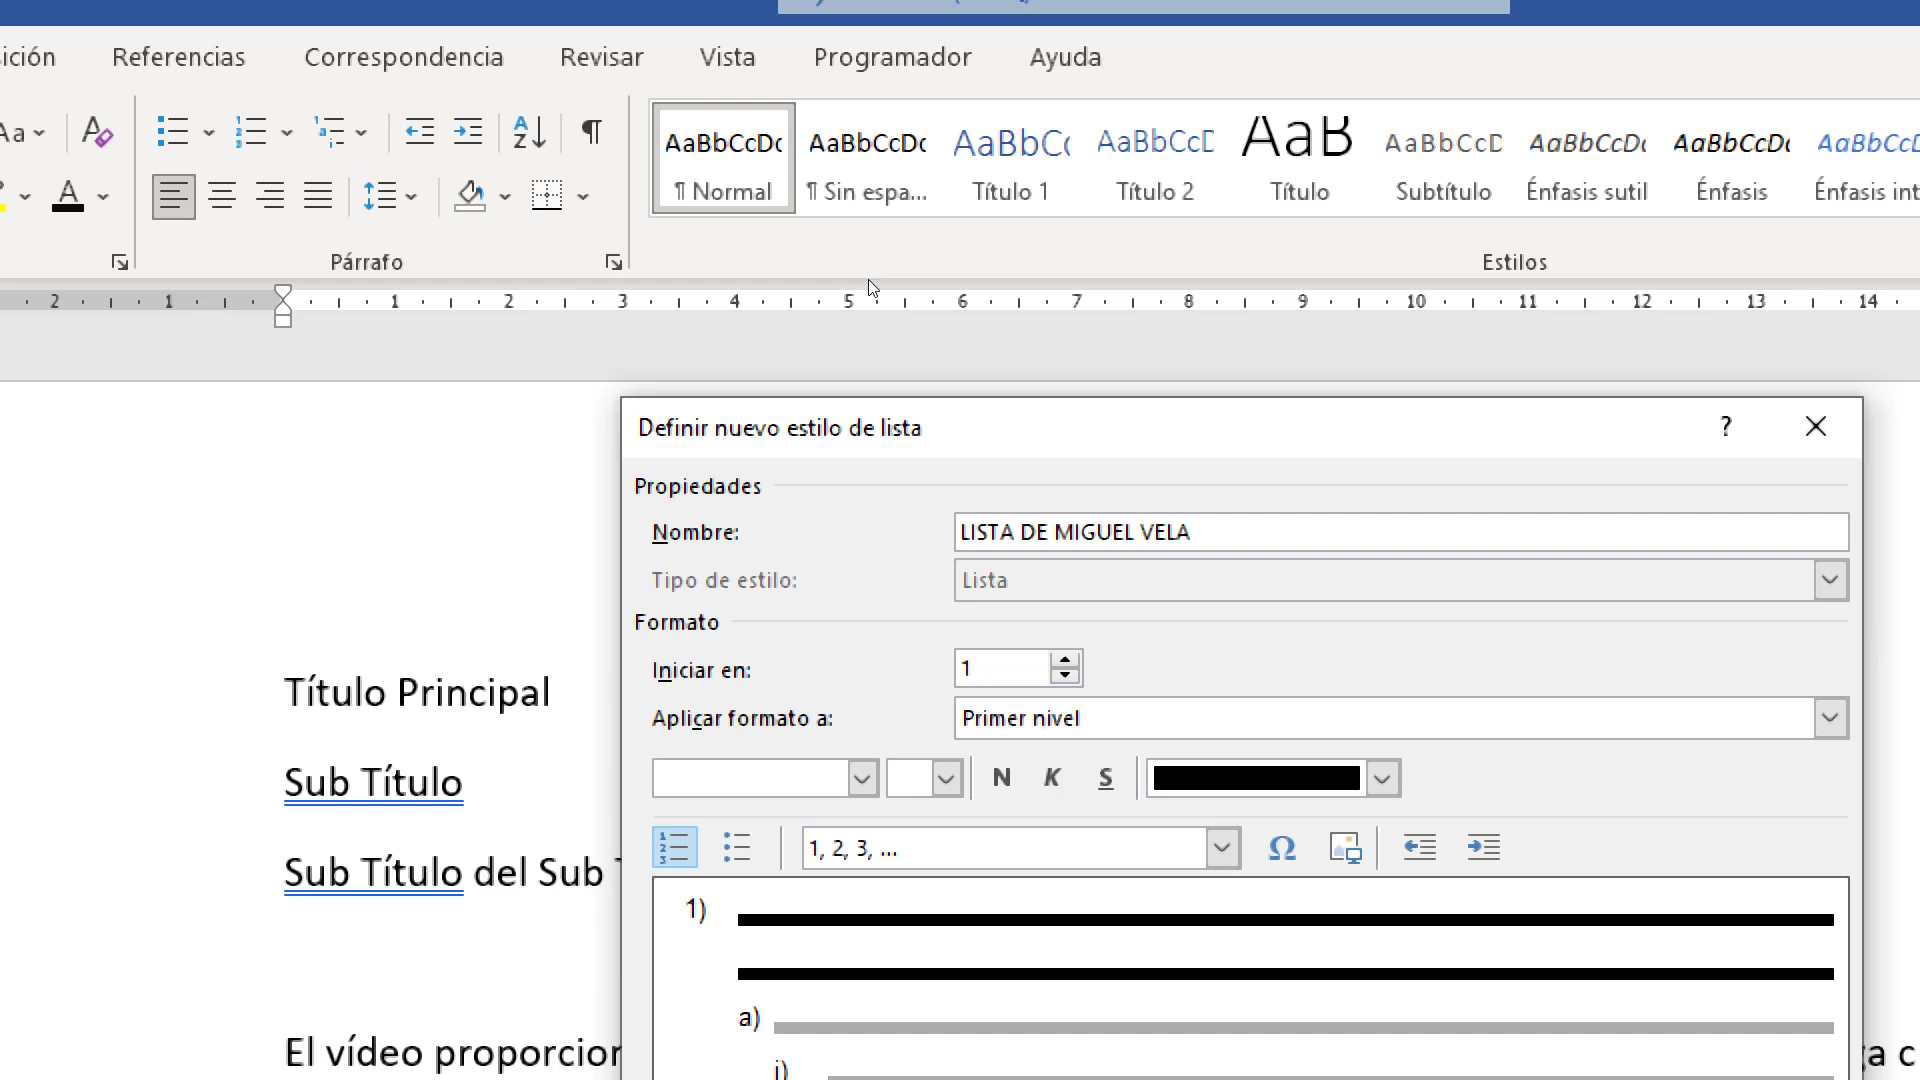 ición Referencias Correspondencia Revisar Vista Programador Ayuda
Aa
AaBbCcDc AaBbCcDc AaBbCc AaBbCcD AaB AaBbCcD AaBbCcDc AaBbCcDc AaBbCcD
¶ Normal ¶ Sin espa... Título 1 Título 2 Título Subtítulo Énfasis sutil Énfasis Énfasis int
Párrafo Estilos
2 1 1 2 3 4 5 6 7 8 9 10 11 12 13 14
Definir nuevo estilo de lista ?
Propiedades
Nombre: LISTA DE MIGUEL VELA
Tipo de estilo: Lista
Formato
Iniciar en: 1
Aplicar formato a: Primer nivel
N K S
1, 2, 3, ... Ω
1)
a)
i)
Título Principal
Sub Título
Sub Título del Sub T
El vídeo proporcion
ga c